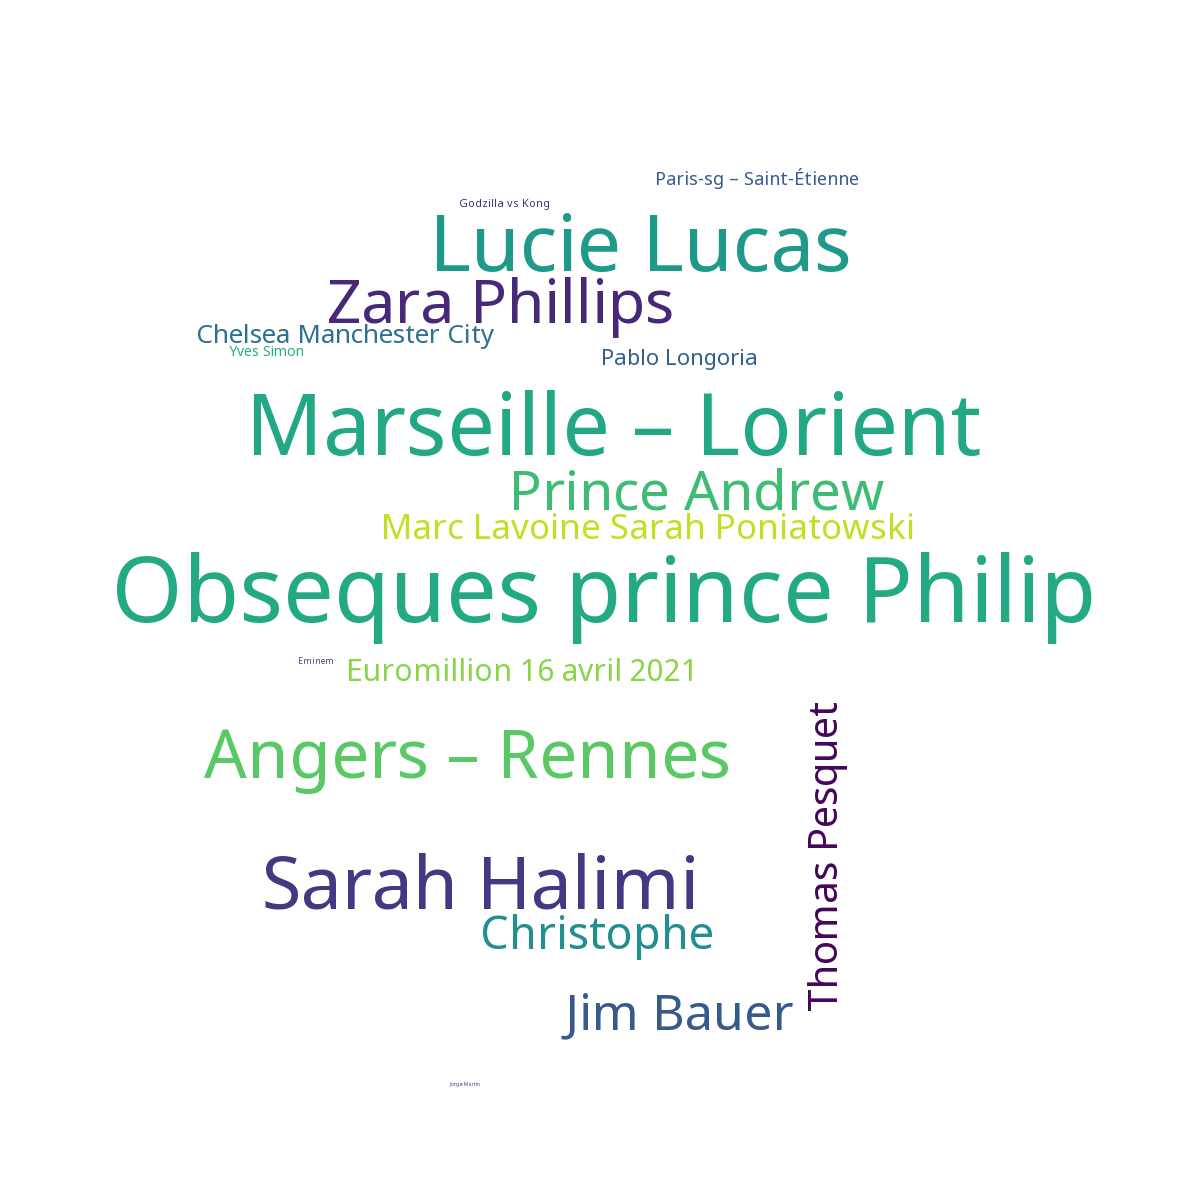 Paris-sg – Saint-Étienne
Godzilla vs Kong
Lucie Lucas
Zara Phillips
Chelsea Manchester City
Yves Simon
Pablo Longoria
Marseille – Lorient
Prince Andrew
Marc Lavoine Sarah Poniatowski
Obseques prince Philip
Eminem
Euromillion 16 avril 2021
Angers – Rennes
Thomas Pesquet
Sarah Halimi
Christophe
Jim Bauer
Jorge Martin